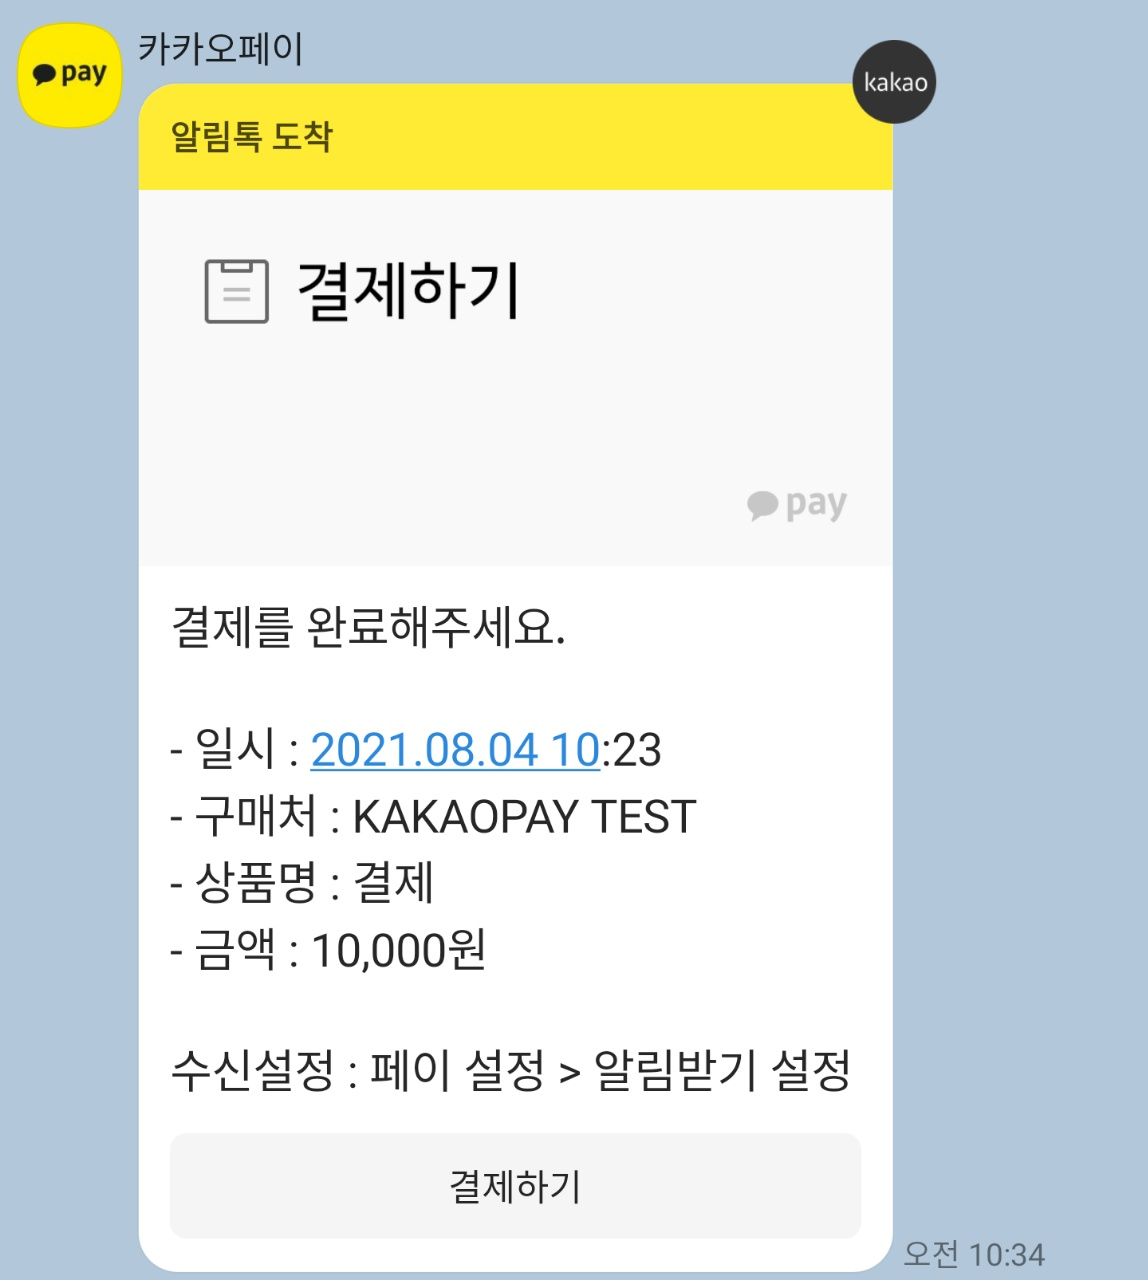 pay
카카오페이
kakao
알림톡 도착
결제하기
pay
결제를 완료해주세요.
- 일시 : 2021.08.04 10:23
- 구매처 : KAKAOPAY TEST
- 상품명 : 결제
- 금액 : 10,000원
수신설정 : 페이 설정 > 알림받기 설정
결제하기
오전 10:34